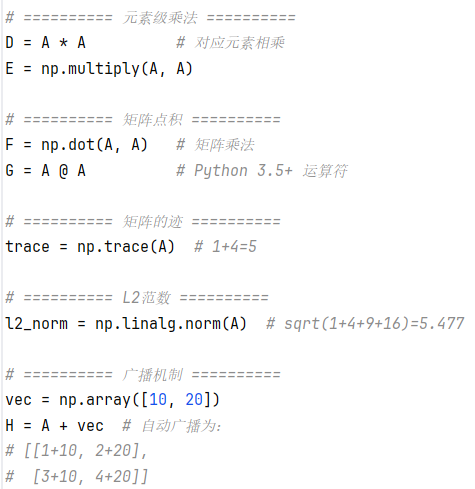 # ========== 元素级乘法 ==========
D = A * A          # 对应元素相乘
E = np.multiply(A, A)
# ========== 矩阵点积 ==========
F = np.dot(A, A)   # 矩阵乘法
G = A @ A          # Python 3.5+ 运算符
# ========== 矩阵的迹 ==========
trace = np.trace(A)  # 1+4=5
# ========== L2范数 ==========
l2_norm = np.linalg.norm(A)  # sqrt(1+4+9+16)=5.477
# ========== 广播机制 ==========
vec = np.array([10, 20])
H = A + vec  # 自动广播为:
# [[1+10, 2+20],
#  [3+10, 4+20]]